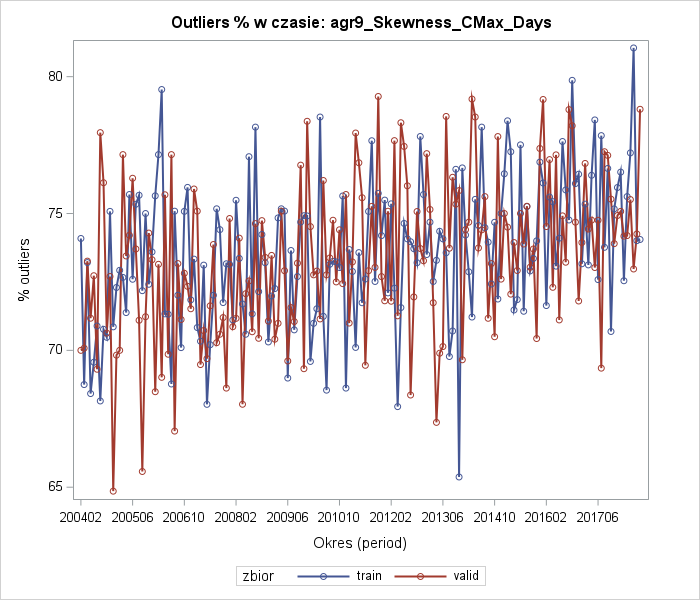 Outliers % w czasie: agr9_Skewness_CMax_Days
80
75
70
65
% outliers
200402 200506 200610 200802 200906 201010 201202 201306 201410 201602 201706
Okres (period)
zbior train valid